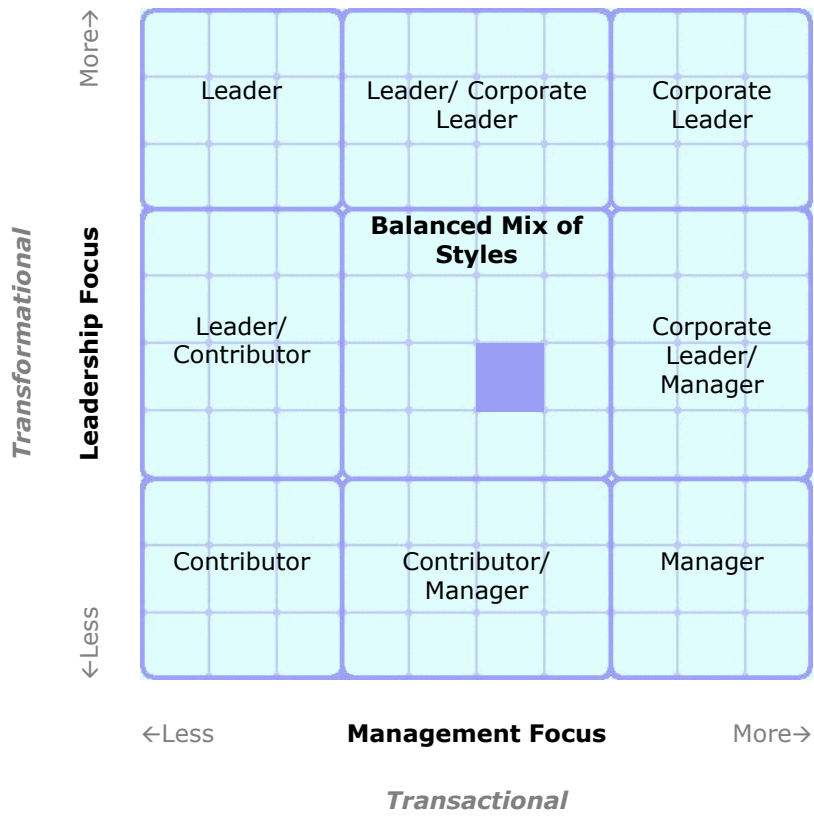 More→
Leader
Leader/ Corporate
Leader
Corporate
Leader
Transformational
Leadership Focus
Balanced Mix of
Styles
Leader/
Contributor
Corporate
Leader/
Manager
Contributor
Contributor/
Manager
Manager
←Less
←Less
Management Focus
More→
Transactional